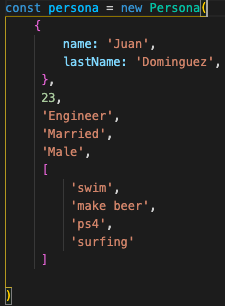 const persona = new Persona(
{
name: 'Juan',
lastName: 'Dominguez',
},
23,
'Engineer',
'Married',
'Male',
[
'swim',
'make beer',
'ps4',
'surfing'
]
)